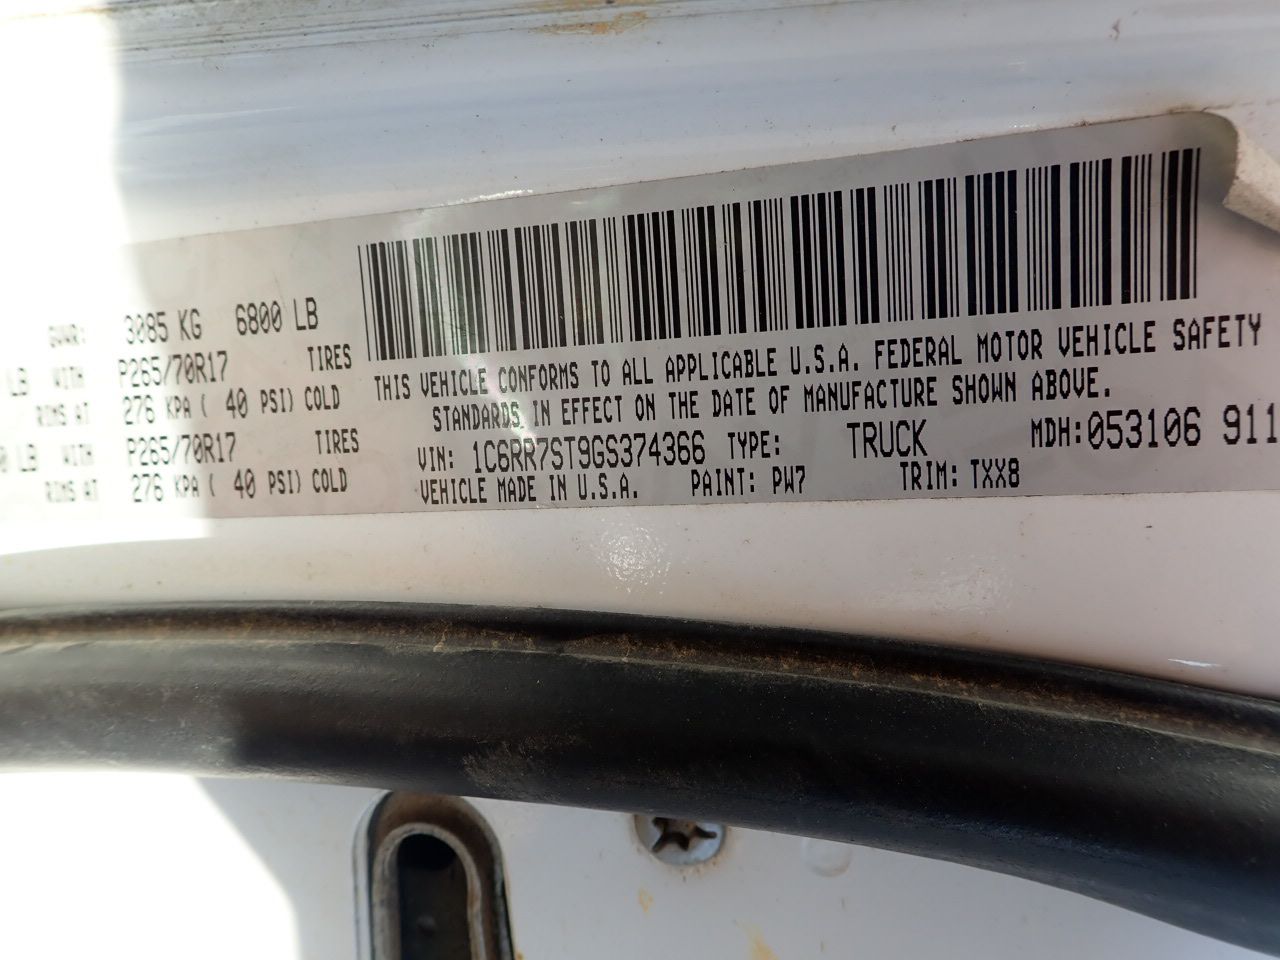 GVWR: 3085 KG 6800 LB
LB WITH P265/70R17 TIRES
RIMS AT 276 KPA ( 40 PSI) COLD
0 LB WITH P265/70R17 TIRES
RIMS AT 276 KPA ( 40 PSI) COLD
THIS VEHICLE CONFORMS TO ALL APPLICABLE U.S.A. FEDERAL MOTOR VEHICLE SAFETY
STANDARDS IN EFFECT ON THE DATE OF MANUFACTURE SHOWN ABOVE.
VIN: 1C6RR7ST9GS374366 TYPE: TRUCK MDH:053106 911
VEHICLE MADE IN U.S.A. PAINT: PW7 TRIM: TXX8